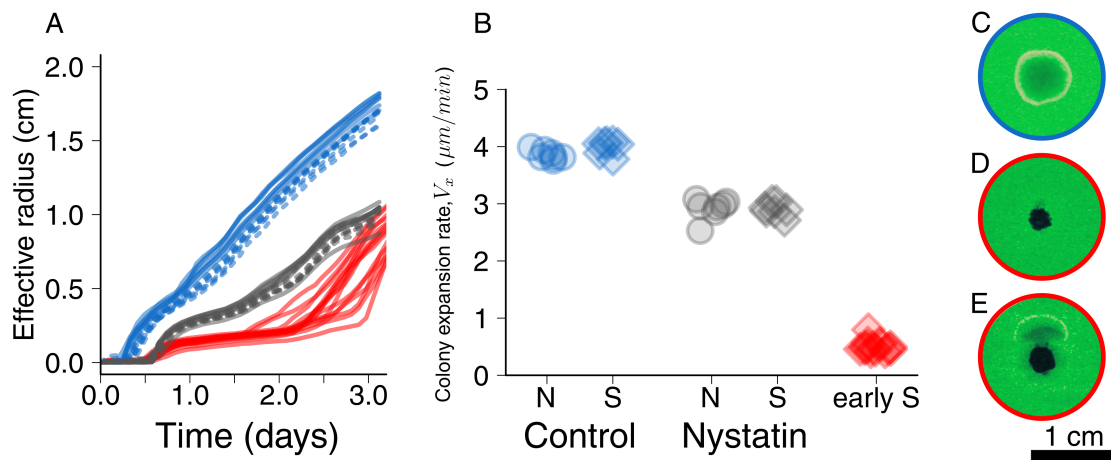 A
Effective radius (cm)
2.0
1.5
1.0
0.5
0.0
0.0
1.0
2.0
3.0
Time (days)
B
Colony expansion rate, V_x (μm/min)
5
4
3
2
1
0
N
S
N
S
early S
Control
Nystatin
C
D
E
1 cm